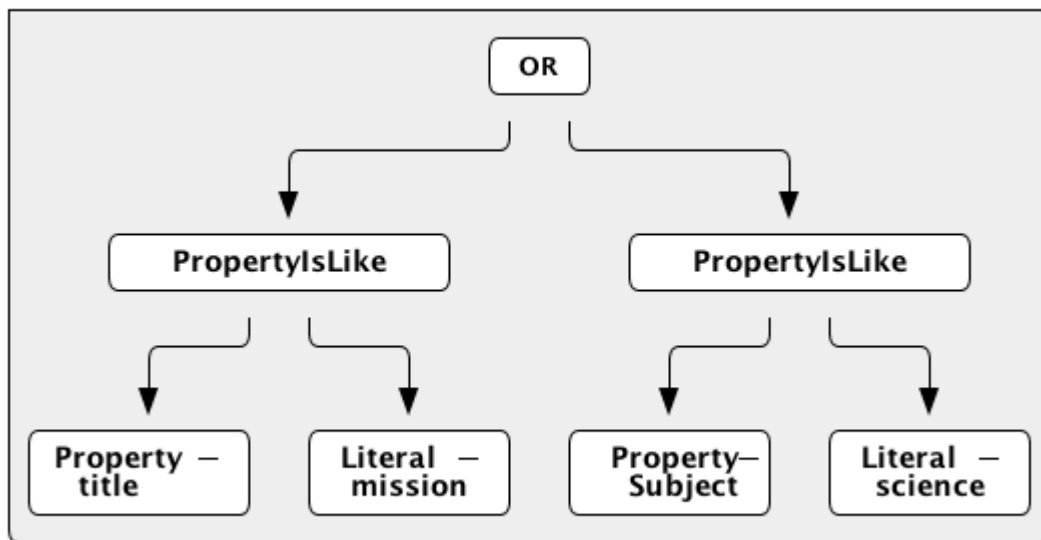 OR
PropertyIsLike
PropertyIsLike
Property —
title
Literal —
mission
Property—
Subject
Literal —
science